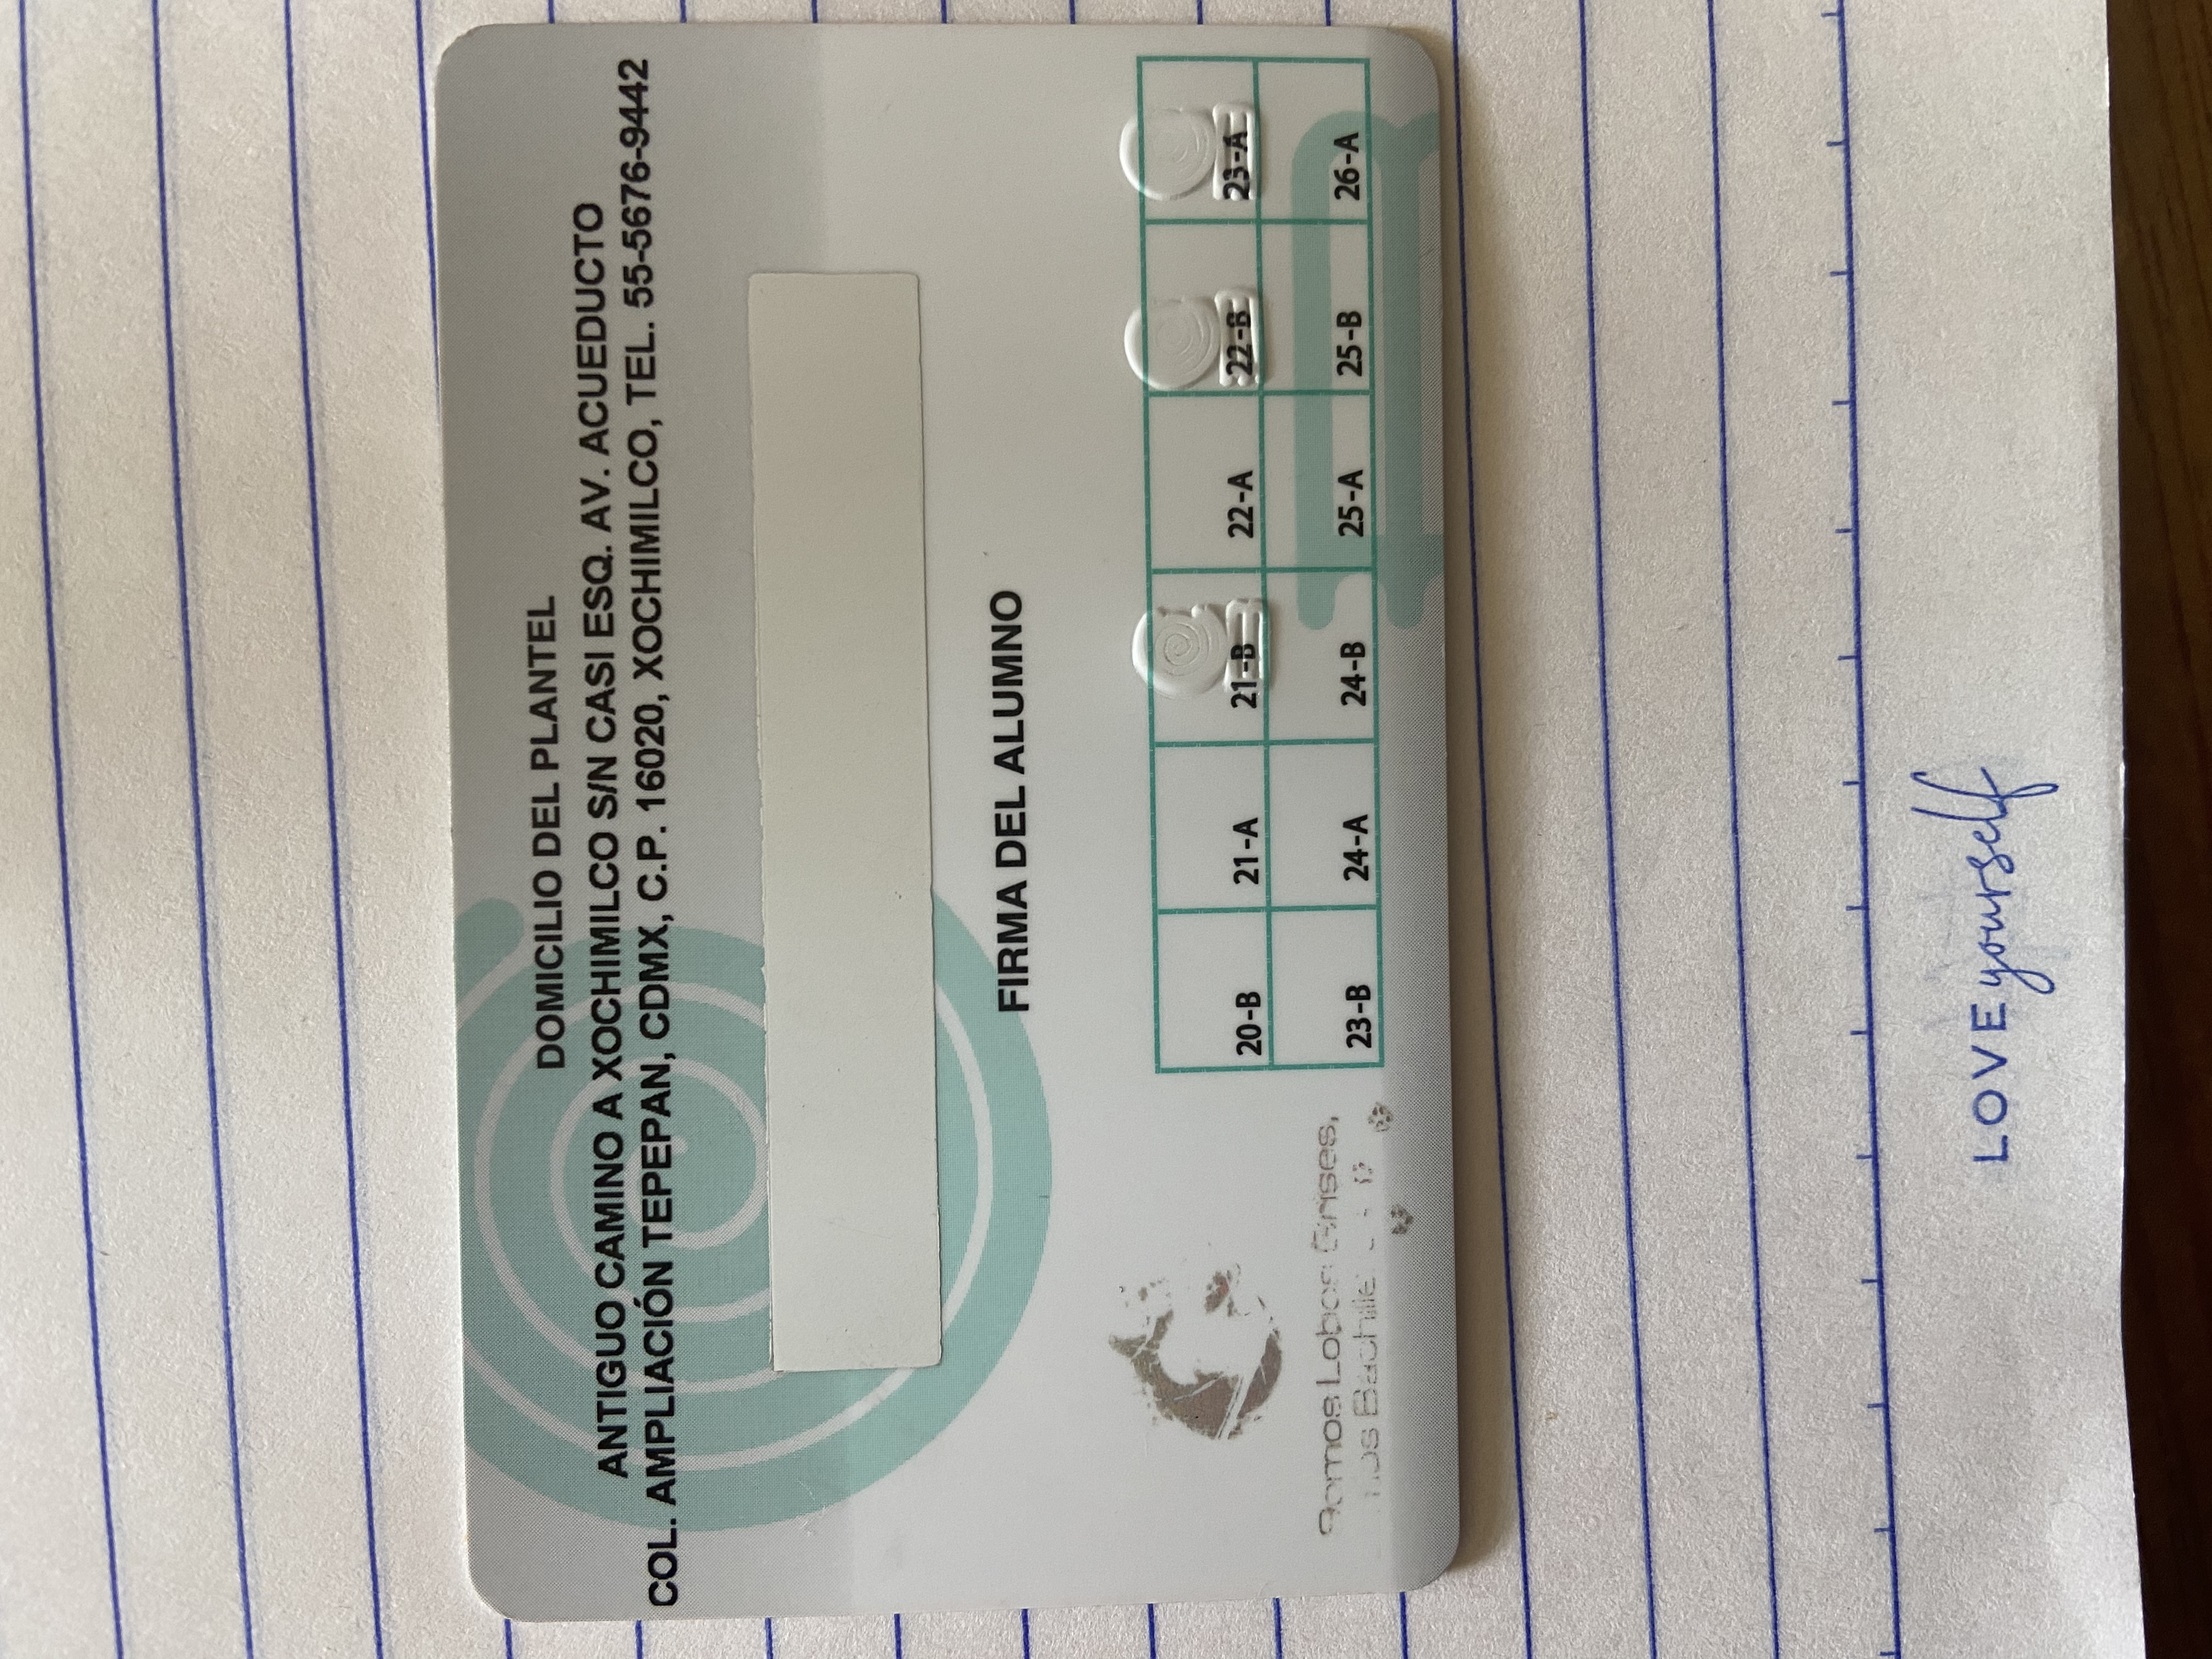 DOMICILIO DEL PLANTEL
ANTIGUO CAMINO A XOCHIMILCO S/N CASI ESQ. AV. ACUEDUCTO
COL. AMPLIACIÓN TEPEPAN, CDMX, C.P. 16020, XOCHIMILCO, TEL. 55-5676-9442
FIRMA DEL ALUMNO
20-B 21-A 21-B 22-A 22-B 23-A
23-B 24-A 24-B 25-A 25-B 26-A
Somos Lobos Grises,
LOVE yourself